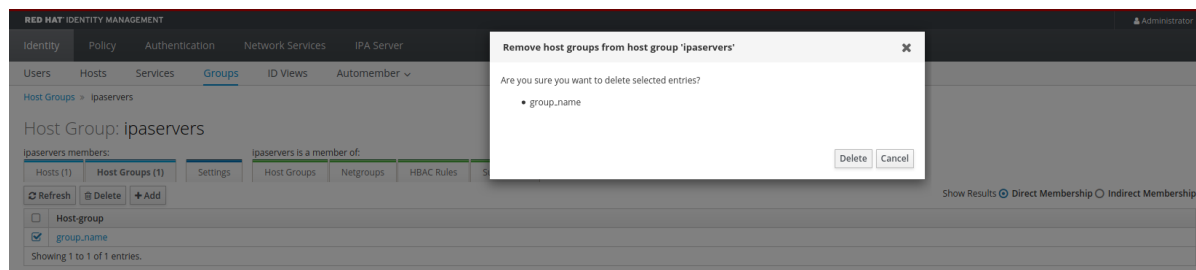 RED HAT IDENTITY MANAGEMENT
Administrator
Identity Policy Authentication Network Services IPA Server
Users Hosts Services Groups ID Views Automember
Host Groups » ipaservers
Host Group: ipaservers
ipaservers members: ipaservers is a member of:
Hosts (1) Host Groups (1) Settings Host Groups Netgroups HBAC Rules
Refresh Delete + Add
Show Results Direct Membership Indirect Membership
Host-group
group_name
Showing 1 to 1 of 1 entries.
Remove host groups from host group 'ipaservers'
Are you sure you want to delete selected entries?
• group_name
Delete Cancel